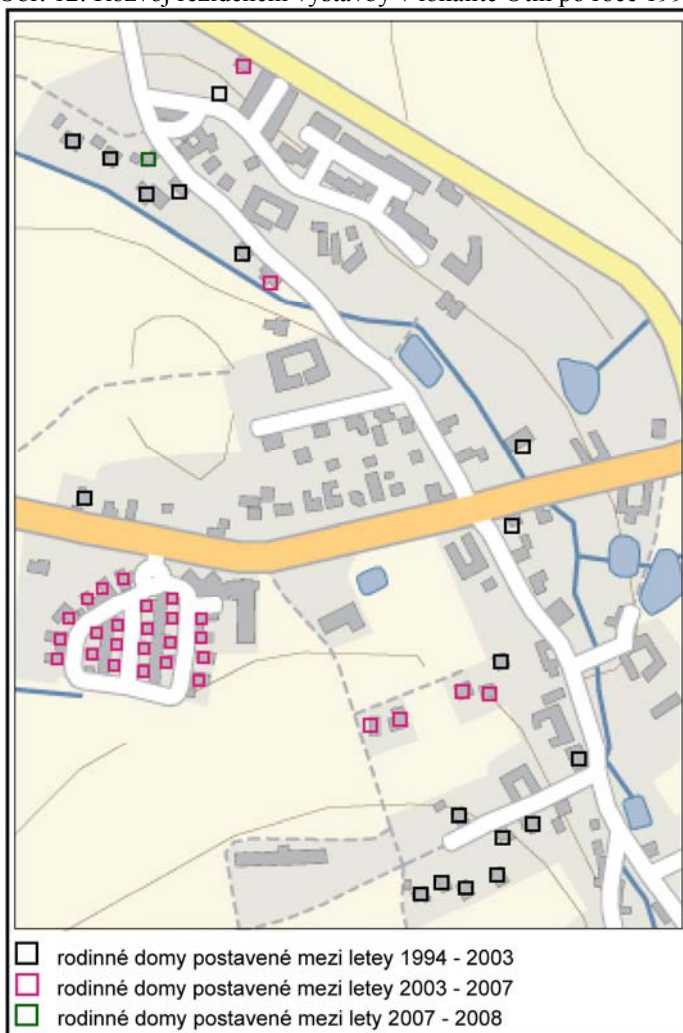 rodinné domy postavené mezi letey 1994 - 2003
rodinné domy postavené mezi letey 2003 - 2007
rodinné domy postavené mezi lety 2007 - 2008